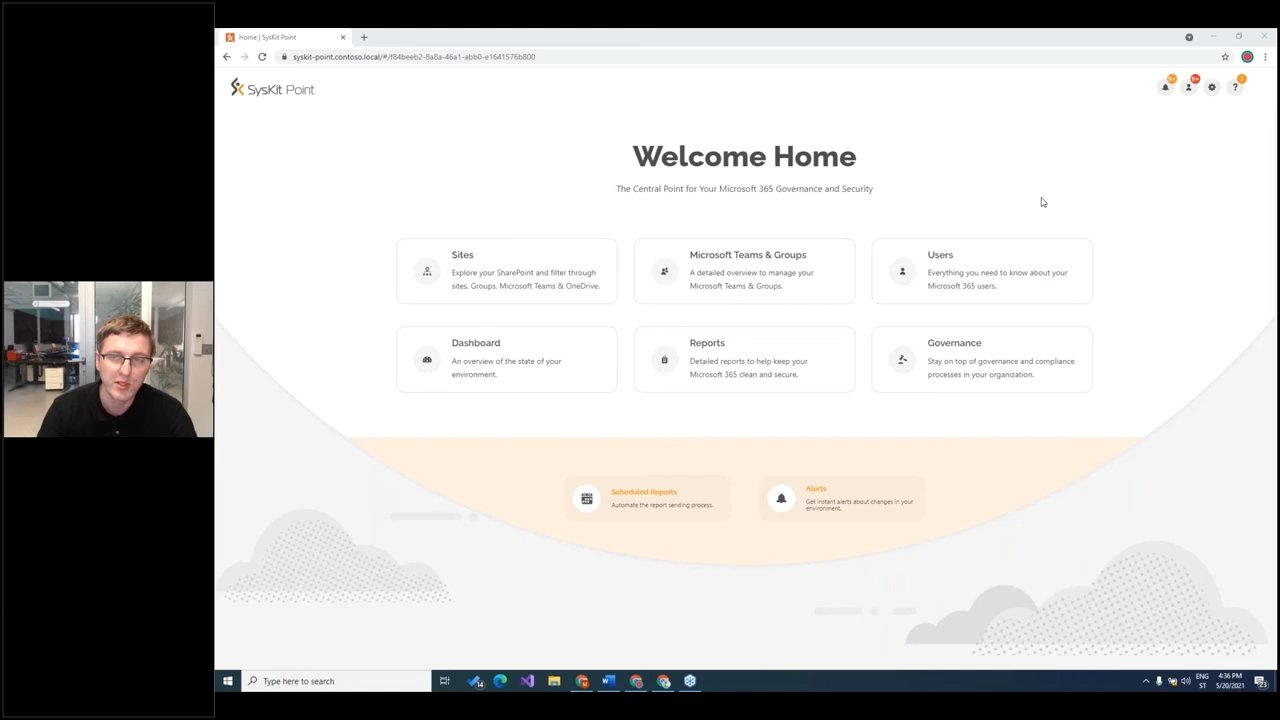 Home | SysKit Point
syskit-point.contoso.local/#/f84beeb2-8a8a-46a1-abb0-e1641576b800
SysKit Point
9+
9+
Welcome Home
The Central Point for Your Microsoft 365 Governance and Security
Sites
Explore your SharePoint and filter through
sites, Groups, Microsoft Teams & OneDrive.
Microsoft Teams & Groups
A detailed overview to manage your
Microsoft Teams & Groups.
Users
Everything you need to know about your
Microsoft 365 users.
Dashboard
An overview of the state of your
environment.
Reports
Detailed reports to help keep your
Microsoft 365 clean and secure.
Governance
Stay on top of governance and compliance
processes in your organization.
Scheduled Reports
Automate the report sending process.
Alerts
Get instant alerts about changes in your
environment.
Type here to search
14
ENG
ST
4:36 PM
5/20/2021
23